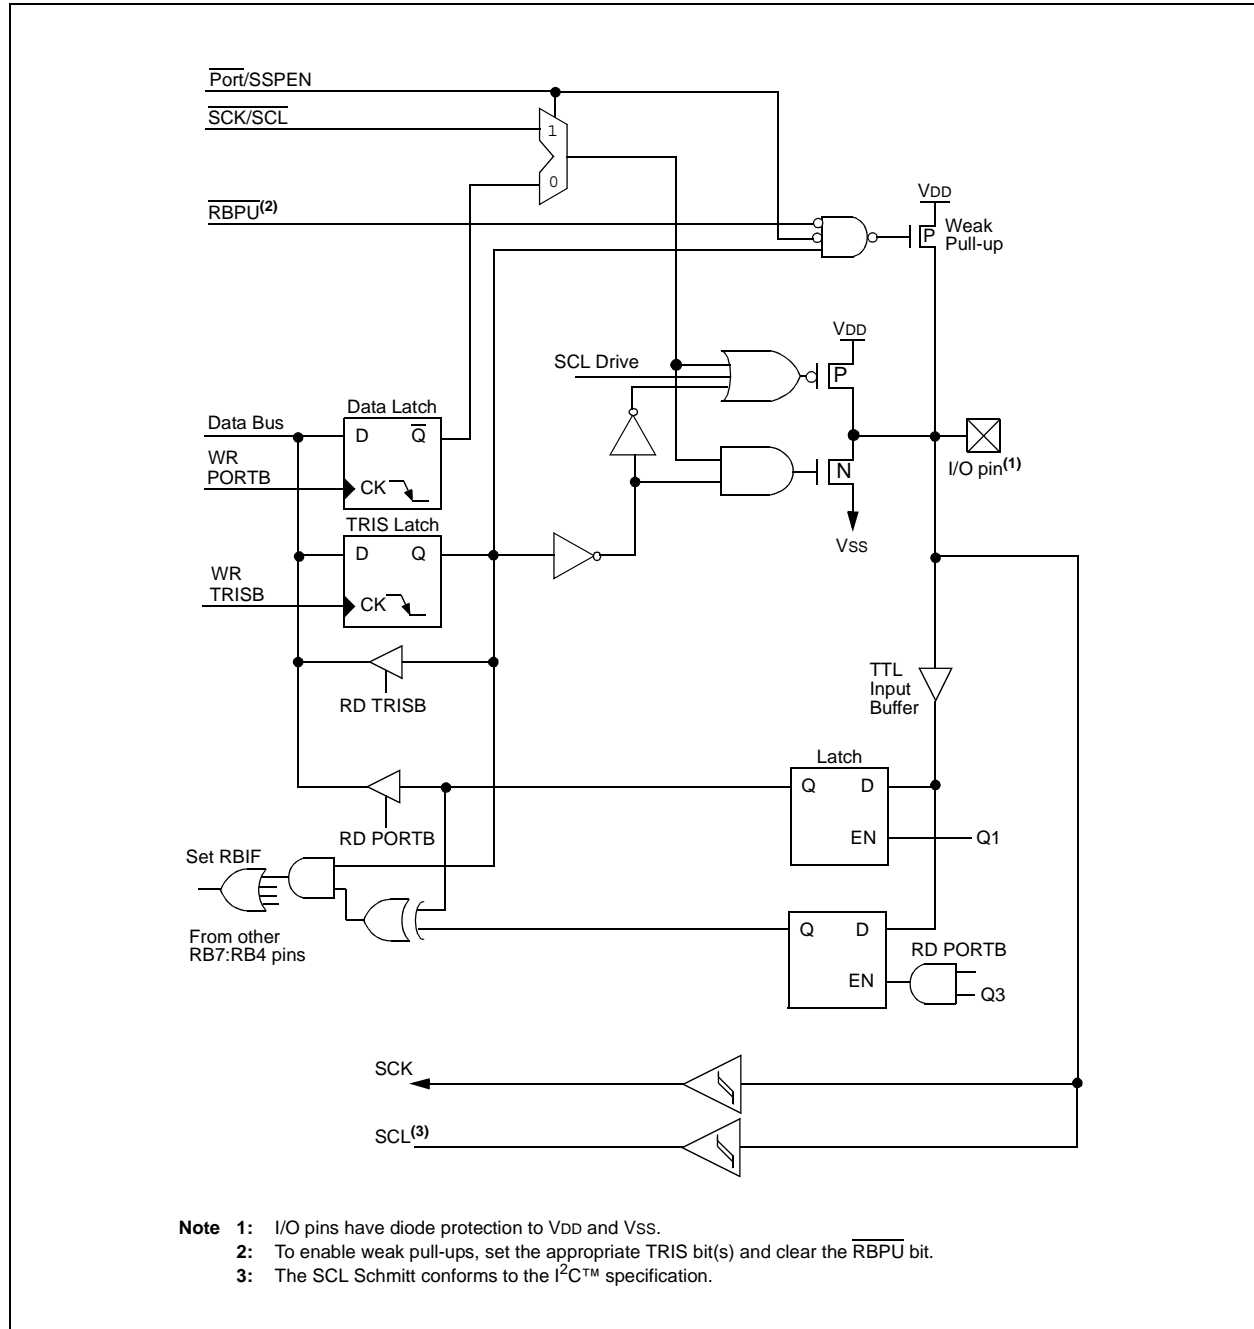 Port/SSPEN
SCK/SCL
1
0
RBPU(2)
VDD
P
Weak
Pull-up
VDD
SCL Drive
P
Data Latch
Data Bus
D
Q
WR
PORTB
CK
N
I/O pin(1)
VSS
TRIS Latch
D
Q
WR
TRISB
CK
RD TRISB
TTL
Input
Buffer
Latch
Q
D
EN
Q1
RD PORTB
Set RBIF
From other
RB7:RB4 pins
Q
D
EN
RD PORTB
Q3
SCK
SCL(3)
Note 1: I/O pins have diode protection to VDD and VSS.
2: To enable weak pull-ups, set the appropriate TRIS bit(s) and clear the RBPU bit.
3: The SCL Schmitt conforms to the I2C™ specification.